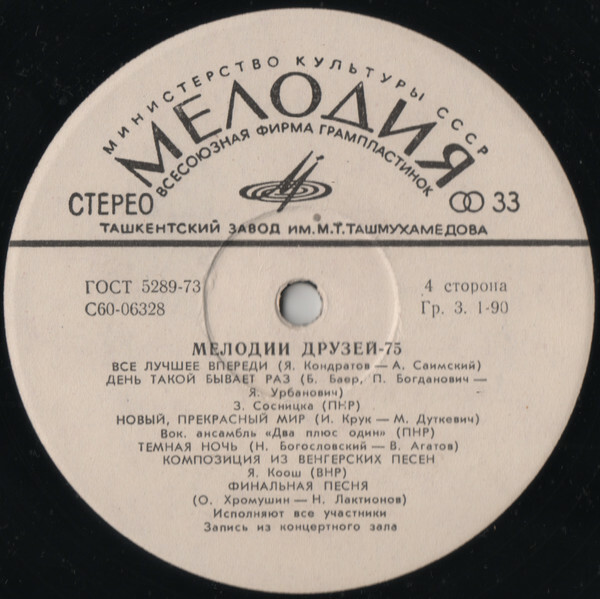 МИНИСТЕРСТВО КУЛЬТУРЫ СССР
МЕЛОДИЯ
ВСЕСОЮЗНАЯ ФИРМА ГРАМПЛАСТИНОК
СТЕРЕО 33
ТАШКЕНТСКИЙ ЗАВОД ИМ. М.Т. ТАШМУХАМЕДОВА
ГОСТ 5289-73 4 сторона
С60-06328 Гр. 3. 1-90
МЕЛОДИИ ДРУЗЕЙ-75
ВСЕ ЛУЧШЕЕ ВПЕРЕДИ (Я. Кондратов — А. Саимский)
ДЕНЬ ТАКОЙ БЫВАЕТ РАЗ (Б. Баер, П. Богданович —
Я. Урбанович)
З. Сосницка (ПНР)
НОВЫЙ, ПРЕКРАСНЫЙ МИР (И. Крук — М. Дуткевич)
Вок. ансамбль «Два плюс один» (ПНР)
ТЕМНАЯ НОЧЬ (Н. Богословский — В. Агатов)
КОМПОЗИЦИЯ ИЗ ВЕНГЕРСКИХ ПЕСЕН
Я. Коош (ВНР)
ФИНАЛЬНАЯ ПЕСНЯ
(О. Хромушин — Н. Лактионов)
Исполняют все участники
Запись из концертного зала